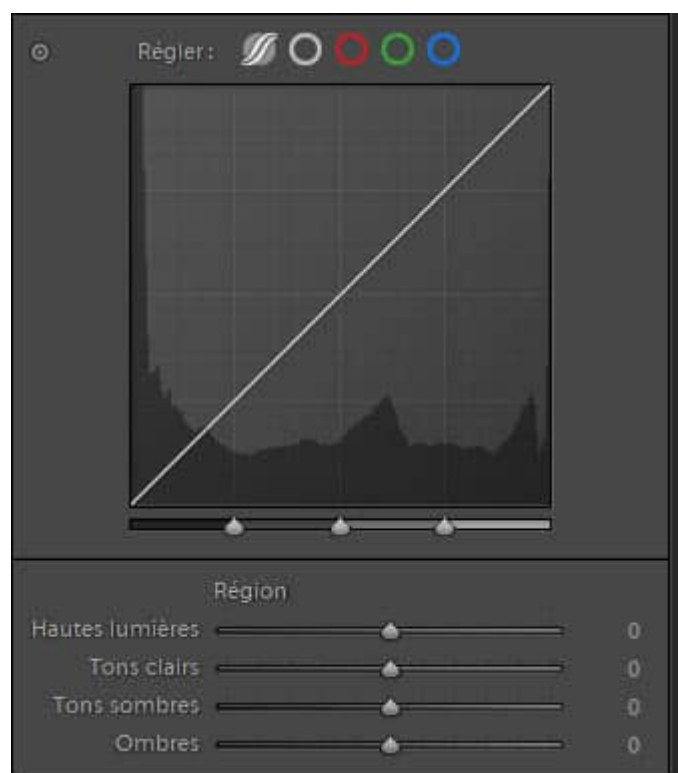 Régler :
Région
Hautes lumières 0
Tons clairs 0
Tons sombres 0
Ombres 0